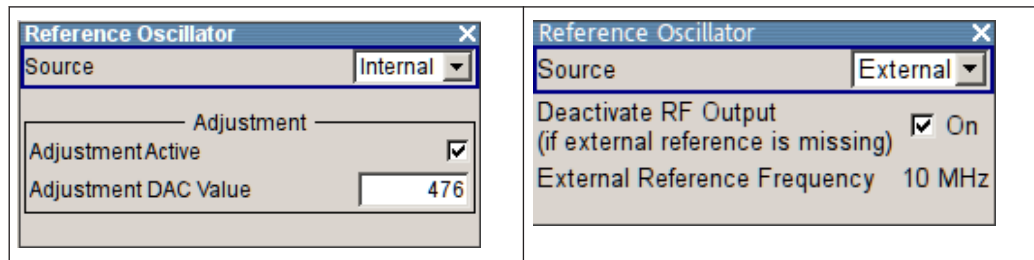 Reference Oscillator
Source Internal
Adjustment
Adjustment Active
Adjustment DAC Value 476
Reference Oscillator
Source External
Deactivate RF Output
(if external reference is missing) On
External Reference Frequency 10 MHz